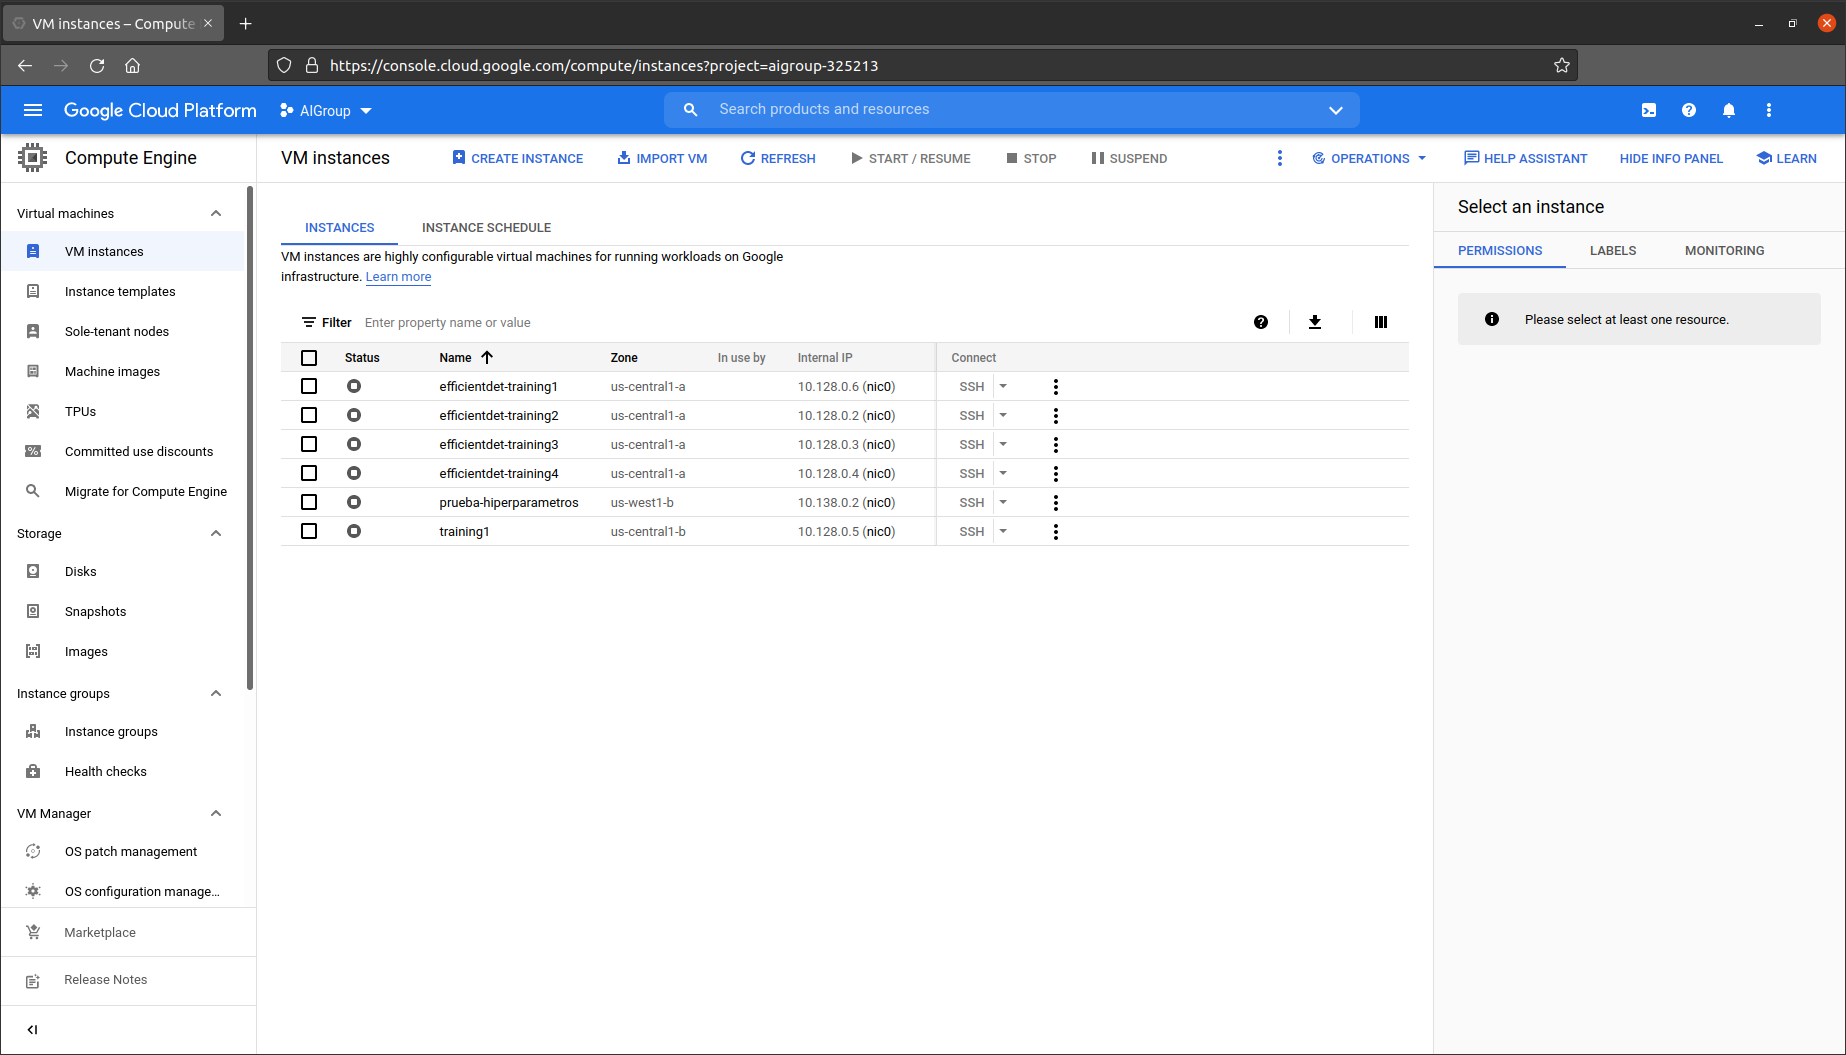 VM instances – Compute
https://console.cloud.google.com/compute/instances?project=aigroup-325213
Google Cloud Platform
AIGroup
Search products and resources
Compute Engine
VM instances
CREATE INSTANCE
IMPORT VM
REFRESH
START / RESUME
STOP
SUSPEND
OPERATIONS
HELP ASSISTANT
HIDE INFO PANEL
LEARN
Virtual machines
VM instances
Instance templates
Sole-tenant nodes
Machine images
TPUs
Committed use discounts
Migrate for Compute Engine
Storage
Disks
Snapshots
Images
Instance groups
Instance groups
Health checks
VM Manager
OS patch management
OS configuration manage…
Marketplace
Release Notes
INSTANCES
INSTANCE SCHEDULE
VM instances are highly configurable virtual machines for running workloads on Google
infrastructure. Learn more
Filter Enter property name or value
Status Name Zone In use by Internal IP Connect
efficientdet-training1 us-central1-a 10.128.0.6 (nic0) SSH
efficientdet-training2 us-central1-a 10.128.0.2 (nic0) SSH
efficientdet-training3 us-central1-a 10.128.0.3 (nic0) SSH
efficientdet-training4 us-central1-a 10.128.0.4 (nic0) SSH
prueba-hiperparametros us-west1-b 10.138.0.2 (nic0) SSH
training1 us-central1-b 10.128.0.5 (nic0) SSH
Select an instance
PERMISSIONS
LABELS
MONITORING
Please select at least one resource.